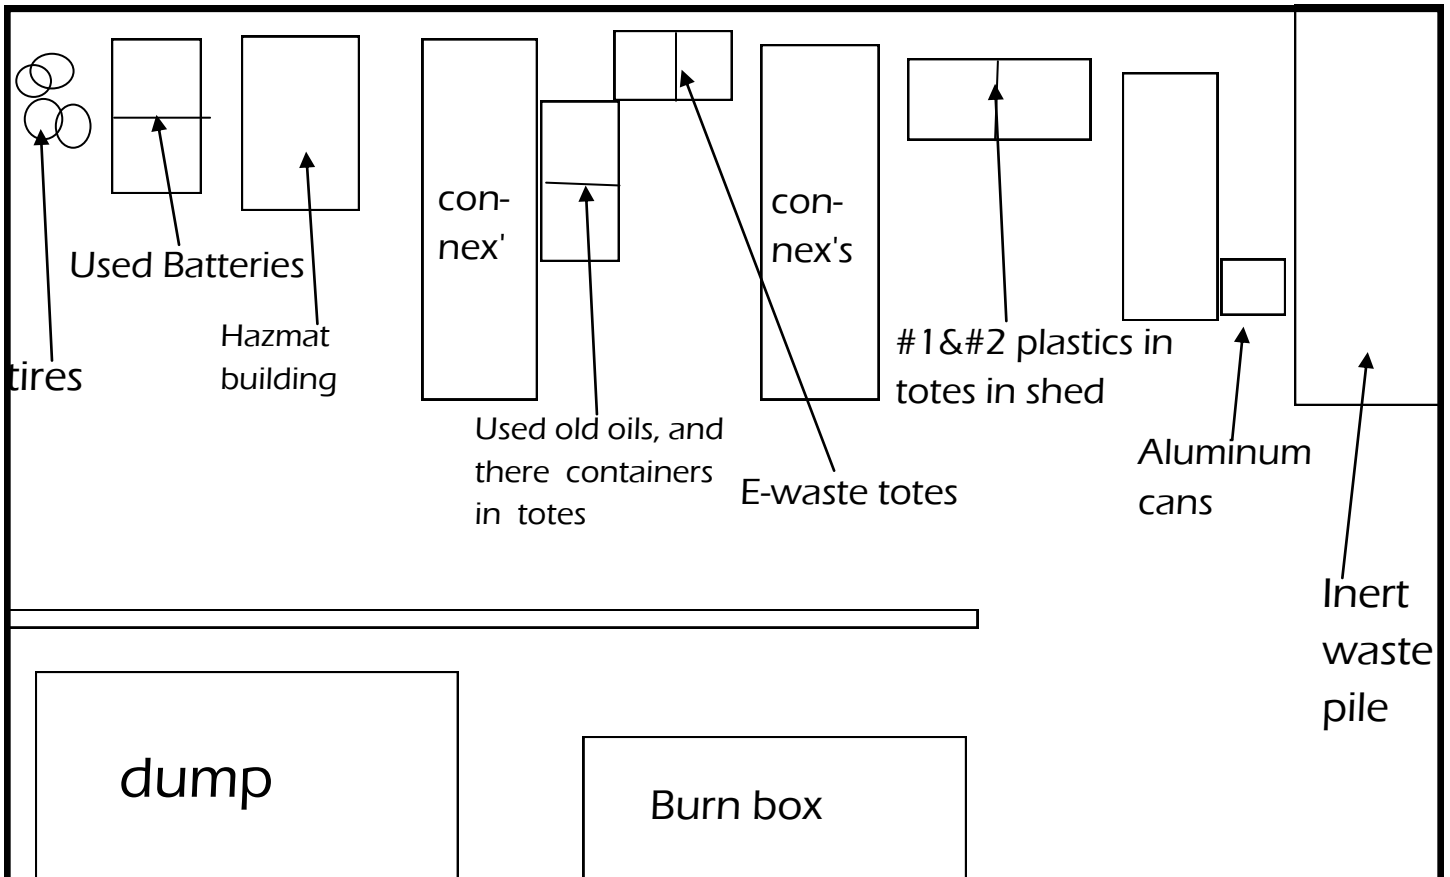 con-
nex'
con-
nex's
Used Batteries
Hazmat
building
tires
#1&#2 plastics in
totes in shed
Used old oils, and
there containers
in totes
E-waste totes
Aluminum
cans
Inert
waste
pile
dump
Burn box